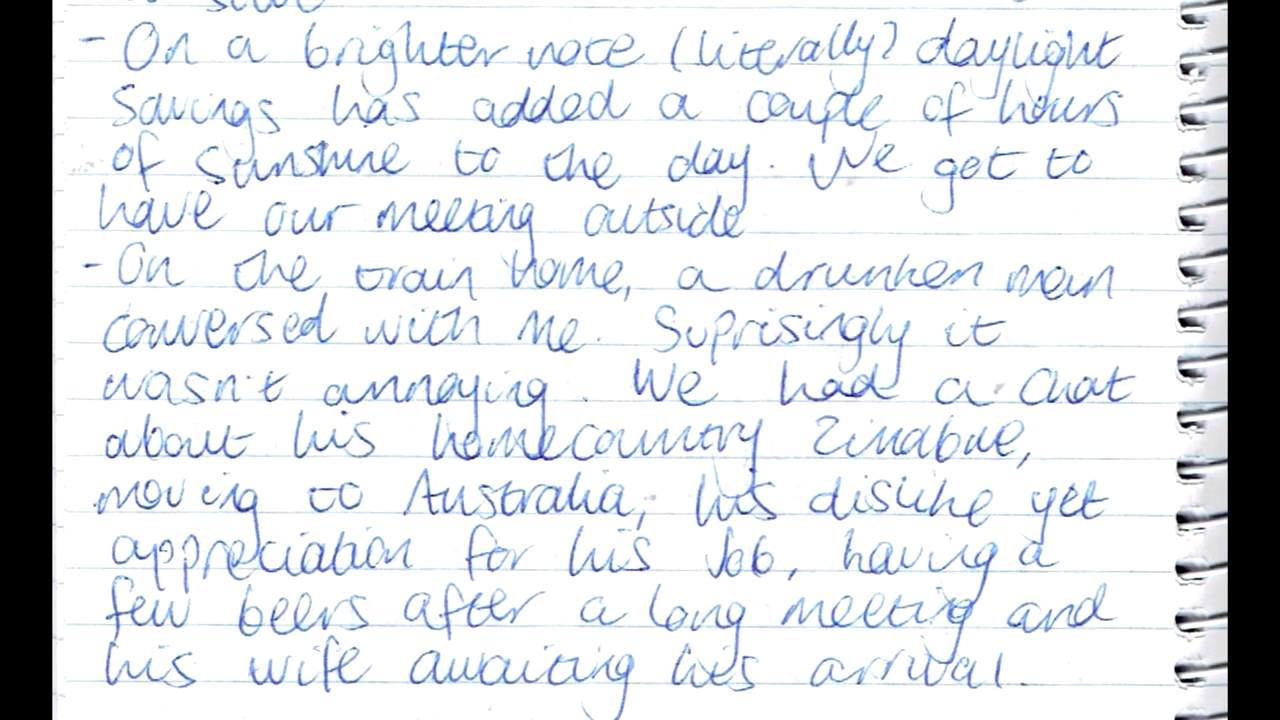 - On a brighter note (literally?) daylight
Savings has added a couple of hours
of sunshine to the day. We get to
have our meeting outside
- On the train home, a drunken man
conversed with me. Suprisingly it
wasn't annoying. We had a chat
about his homecountry Zimabue,
moving to Australia, his dislike yet
appreciation for his Job, having a
few beers after a long meeting and
his wife awaiting his arrival.